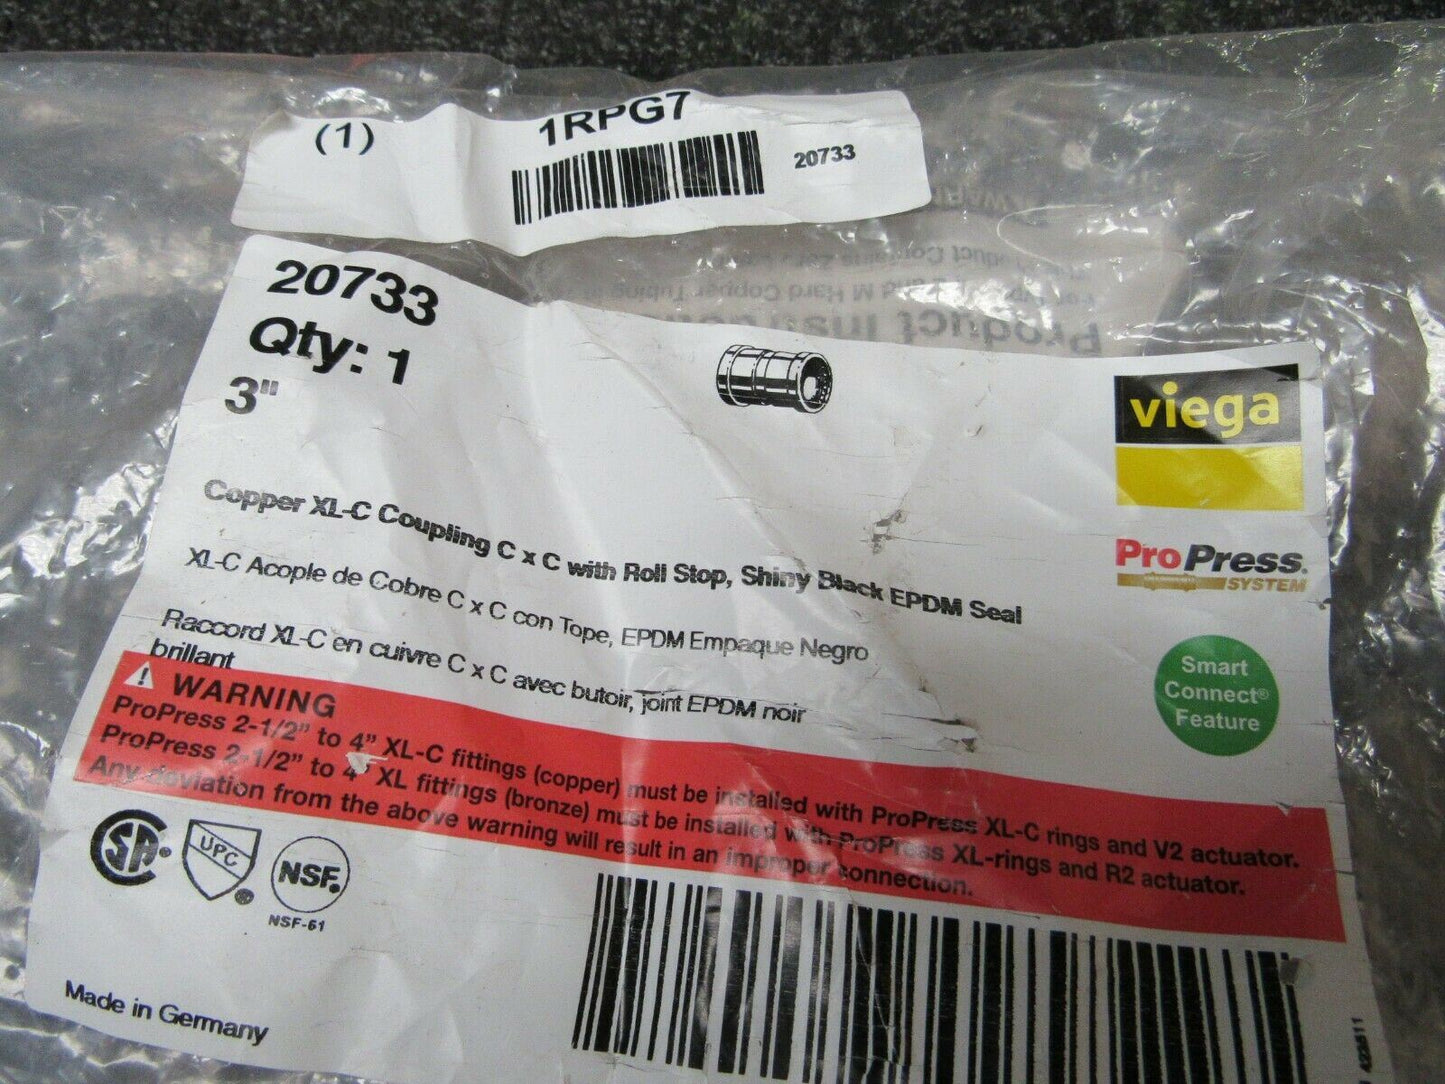 (1)
1RPG7
20733
20733
Qty: 1
3"
viega
ProPress®
SYSTEM
Copper XL-C Coupling C x C with Roll Stop, Shiny Black EPDM Seal
XL-C Acople de Cobre C x C con Tope, EPDM Empaque Negro
Raccord XL-C en cuivre C x C avec butoir, joint EPDM noir
brillant
Smart
Connect®
Feature
WARNING
ProPress 2-1/2" to 4" XL-C fittings (copper) must be installed with ProPress XL-C rings and V2 actuator.
ProPress 2-1/2" to 4" XL fittings (bronze) must be installed with ProPress XL-rings and R2 actuator.
Any deviation from the above warning will result in an improper connection.
SA®
UPC®
NSF®
NSF-61
Made in Germany
Product
M Hard Copper Tubing